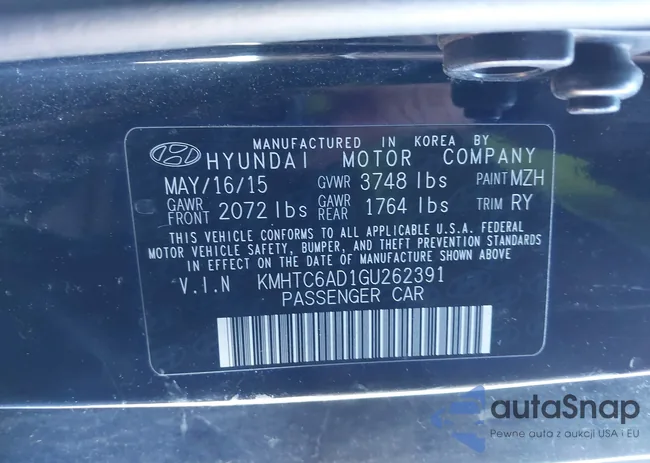 MANUFACTURED IN KOREA BY
HYUNDAI MOTOR COMPANY
MAY/16/15 GVWR 3748 lbs PAINT MZH
GAWR FRONT 2072 lbs GAWR REAR 1764 lbs TRIM RY
THIS VEHICLE CONFORMS TO ALL APPLICABLE U.S.A. FEDERAL
MOTOR VEHICLE SAFETY, BUMPER, AND THEFT PREVENTION STANDARDS
IN EFFECT ON THE DATE OF MANUFACTURE SHOWN ABOVE
V.I.N KMHTC6AD1GU262391
PASSENGER CAR
autaSnap
Pewne auta z aukcji USA i EU